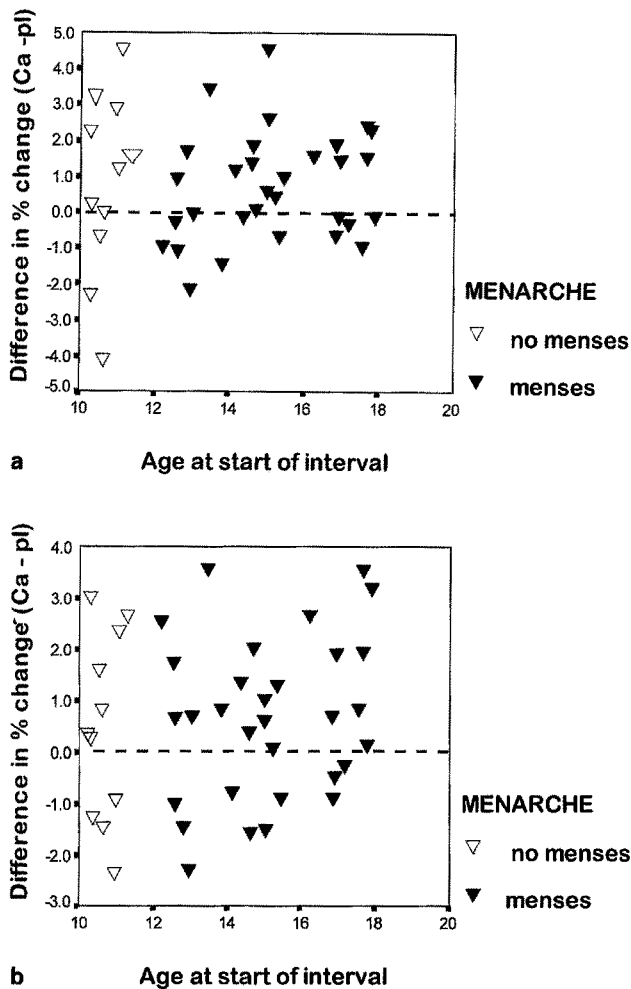 Difference in % change (Ca -pl)
5.0
4.0
3.0
2.0
1.0
0.0
-1.0
-2.0
-3.0
-4.0
-5.0
10 12 14 16 18 20
MENARCHE
no menses
menses
a Age at start of interval
Difference in % change (Ca - pl)
4.0
3.0
2.0
1.0
0.0
-1.0
-2.0
-3.0
10 12 14 16 18 20
MENARCHE
no menses
menses
b Age at start of interval